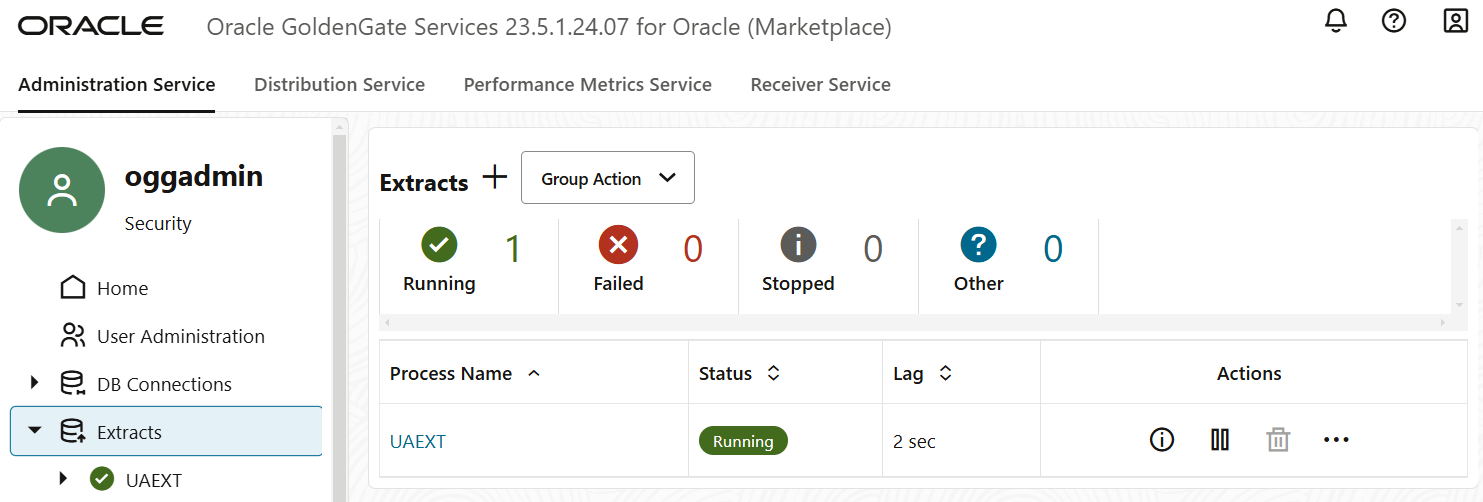 ORACLE Oracle GoldenGate Services 23.5.1.24.07 for Oracle (Marketplace)
Administration Service Distribution Service Performance Metrics Service Receiver Service
oggadmin
Security
Home
User Administration
DB Connections
Extracts
UAEXT
Extracts Group Action
1 0 0 0
Running Failed Stopped Other
Process Name Status Lag Actions
UAEXT Running 2 sec